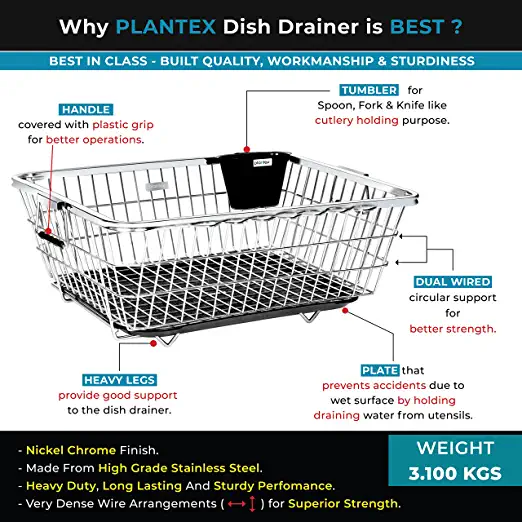 Why PLANTEX Dish Drainer is BEST ?
BEST IN CLASS - BUILT QUALITY, WORKMANSHIP & STURDINESS
TUMBLER for
Spoon, Fork & Knife like
cutlery holding purpose.
HANDLE
covered with plastic grip
for better operations.
DUAL WIRED
circular support
for better strength.
HEAVY LEGS
provide good support
to the dish drainer.
PLATE that
prevents accidents due to
wet surface by holding
draining water from utensils.
- Nickel Chrome Finish.
- Made From High Grade Stainless Steel.
- Heavy Duty, Long Lasting And Sturdy Perfomance.
- Very Dense Wire Arrangements ( ↔ ↕ ) for Superior Strength.
WEIGHT
3.100 KGS